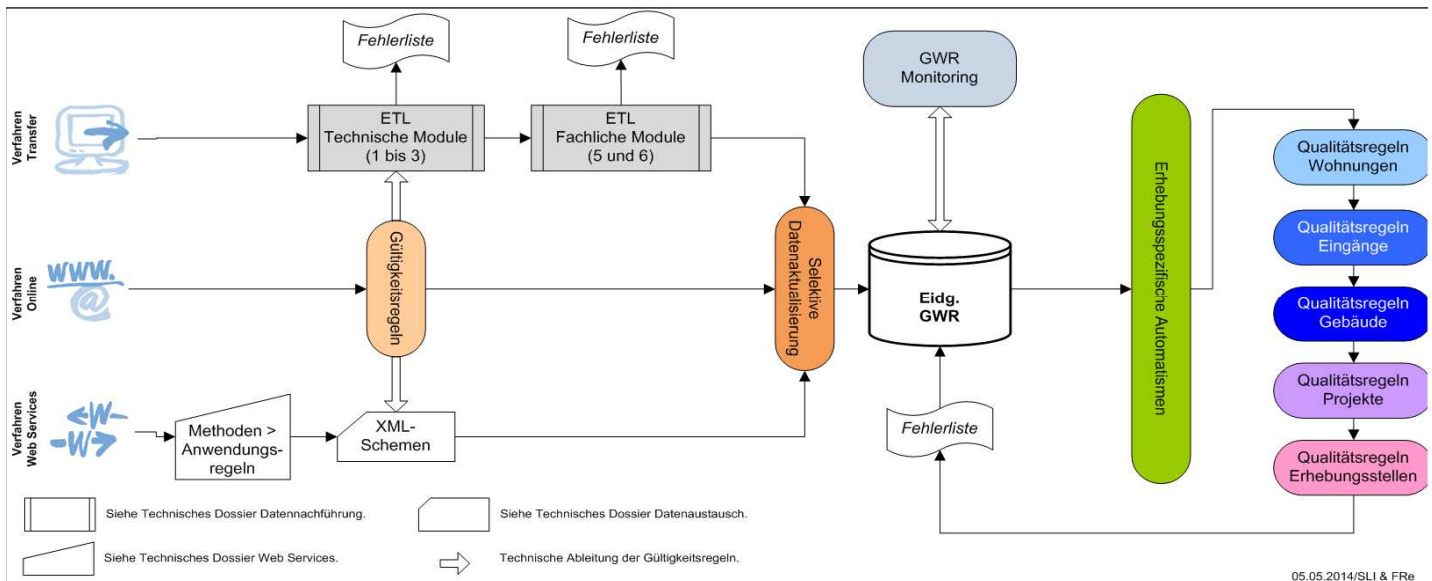 Fehlerliste
Fehlerliste
GWR
Monitoring
Verfahren
Transfer
ETL
Technische Module
(1 bis 3)
ETL
Fachliche Module
(5 und 6)
Erhebungsspezifische Automatismen
Qualitätsregeln
Wohnungen
Verfahren
Online
www.
@
Gültigkeitsregeln
Selektive
Datenaktualisierung
Eidg.
GWR
Qualitätsregeln
Eingänge
Qualitätsregeln
Gebäude
Verfahren
Web Services
<W-
-W>
Methoden >
Anwendungs-
regeln
XML-
Schemen
Fehlerliste
Qualitätsregeln
Projekte
Qualitätsregeln
Erhebungsstellen
Siehe Technisches Dossier Datennachführung.
Siehe Technisches Dossier Datenaustausch.
Siehe Technisches Dossier Web Services.
Technische Ableitung der Gültigkeitsregeln.
05.05.2014/SLI & FRe